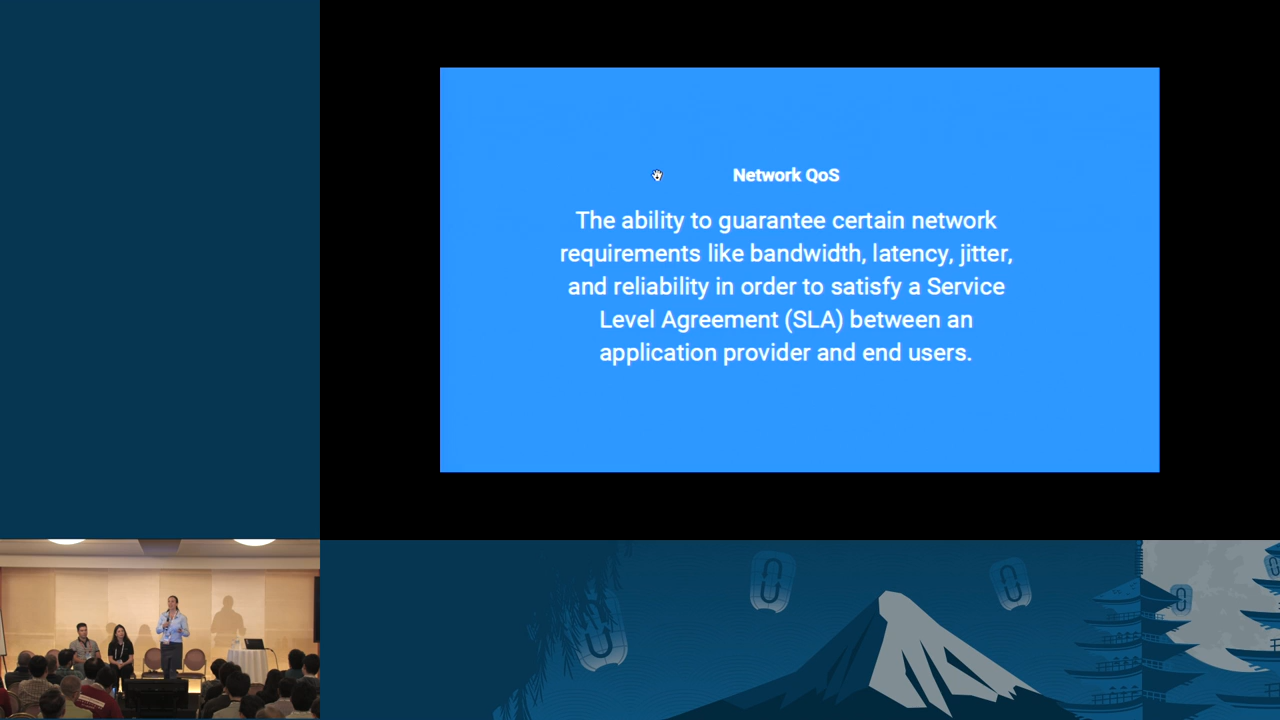 Network QoS
The ability to guarantee certain network
requirements like bandwidth, latency, jitter,
and reliability in order to satisfy a Service
Level Agreement (SLA) between an
application provider and end users.